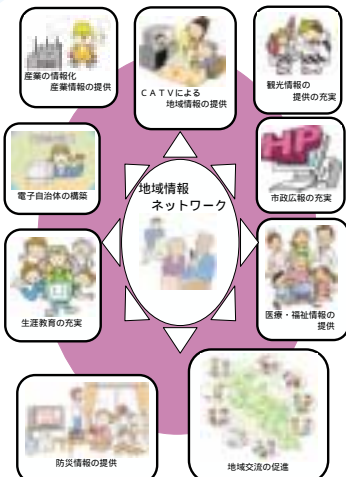 産業の情報化
産業情報の提供
ＣＡＴＶによる
地域情報の提供
観光情報の
提供の充実
電子自治体の構築
HP
市政広報の充実
地域情報
ネットワーク
生涯教育の充実
医療・福祉情報の
提供
防災情報の提供
地域交流の促進